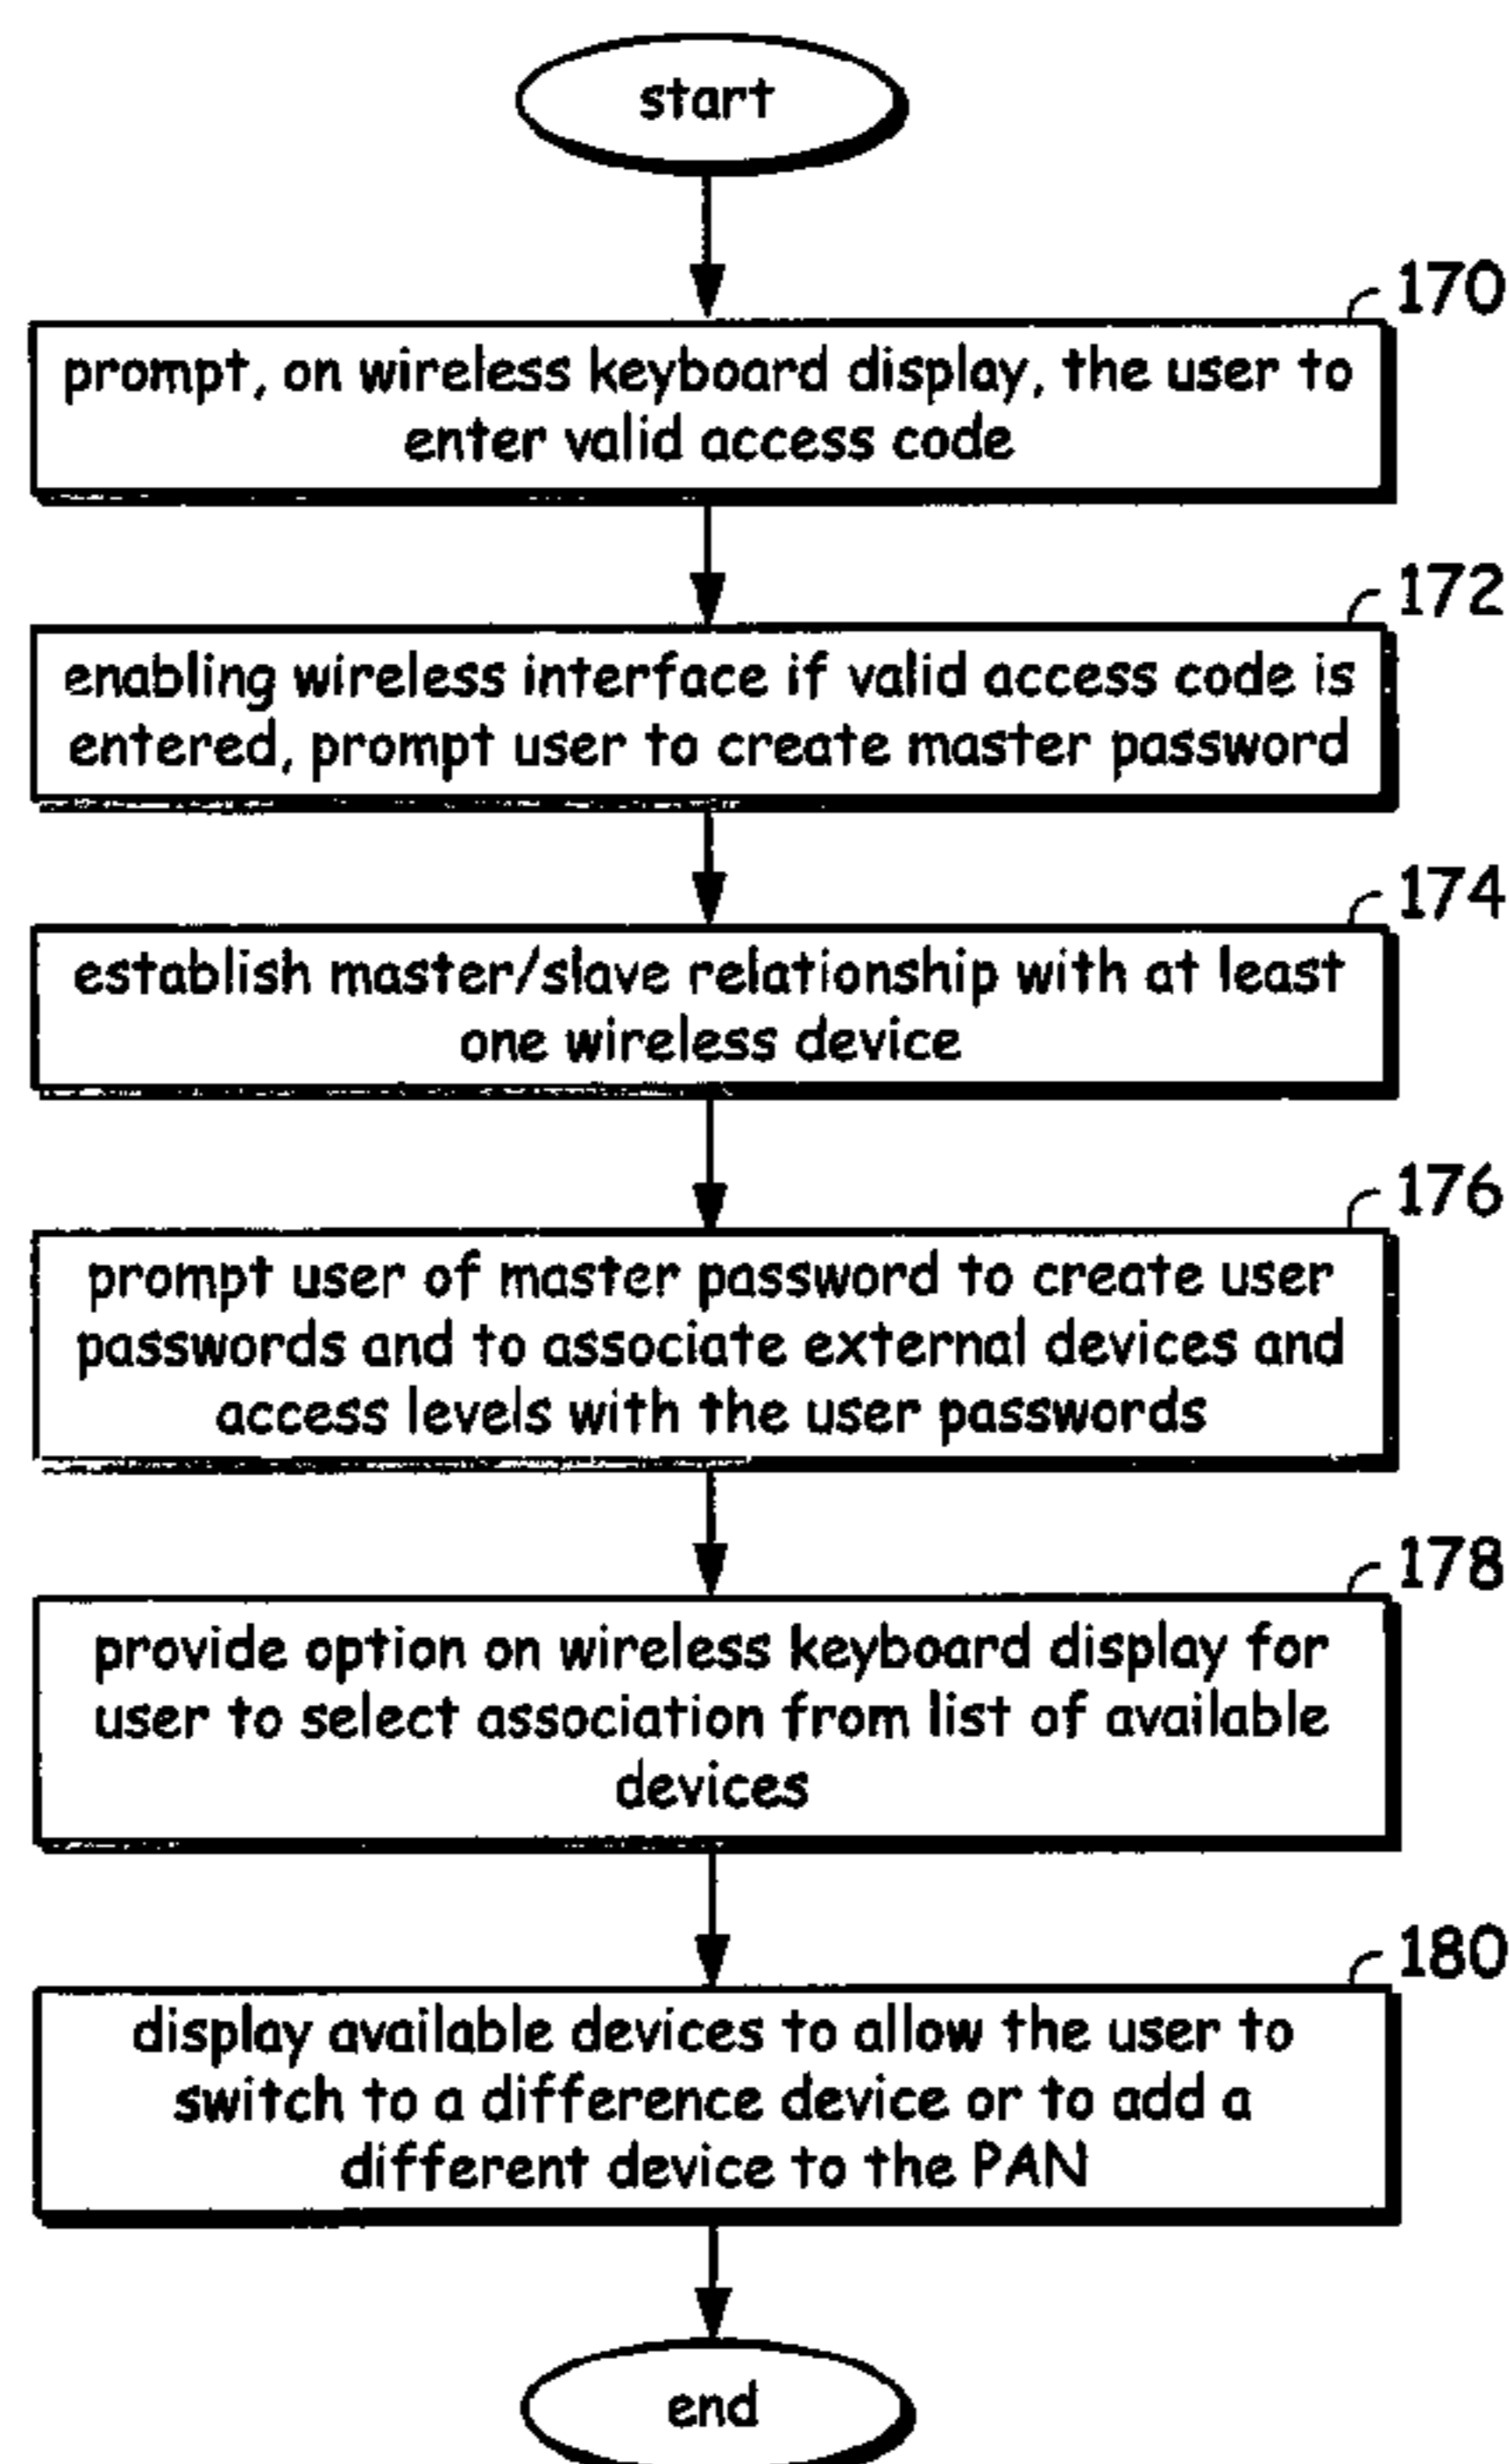 start
170
prompt, on wireless keyboard display, the user to
enter valid access code
172
enabling wireless interface if valid access code is
entered, prompt user to create master password
174
establish master/slave relationship with at least
one wireless device
176
prompt user of master password to create user
passwords and to associate external devices and
access levels with the user passwords
178
provide option on wireless keyboard display for
user to select association from list of available
devices
180
display available devices to allow the user to
switch to a difference device or to add a
different device to the PAN
end